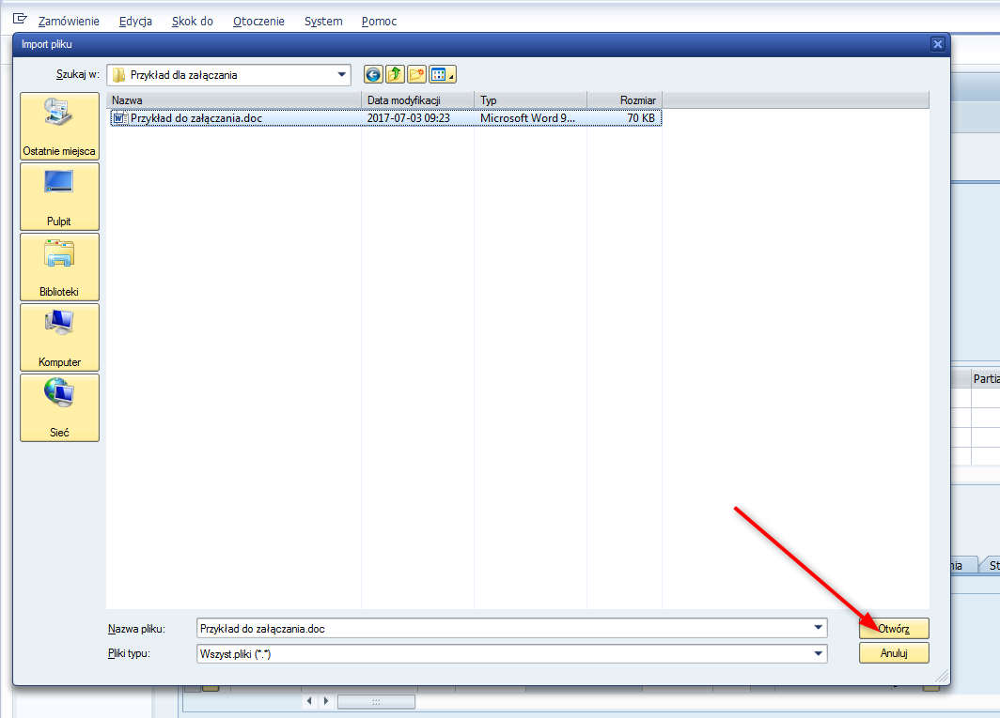 Zamówienie Edycja Skok do Otoczenie System Pomoc
Import pliku
Szukaj w: Przykład dla załączania
Nazwa Data modyfikacji Typ Rozmiar
Przykład do załączania.doc 2017-07-03 09:23 Microsoft Word 9... 70 KB
Ostatnie miejsca
Pulpit
Biblioteki
Komputer
Sieć
Partia
nia St
Nazwa pliku: Przykład do załączania.doc Otwórz
Pliki typu: Wszyst.pliki (*.*) Anuluj